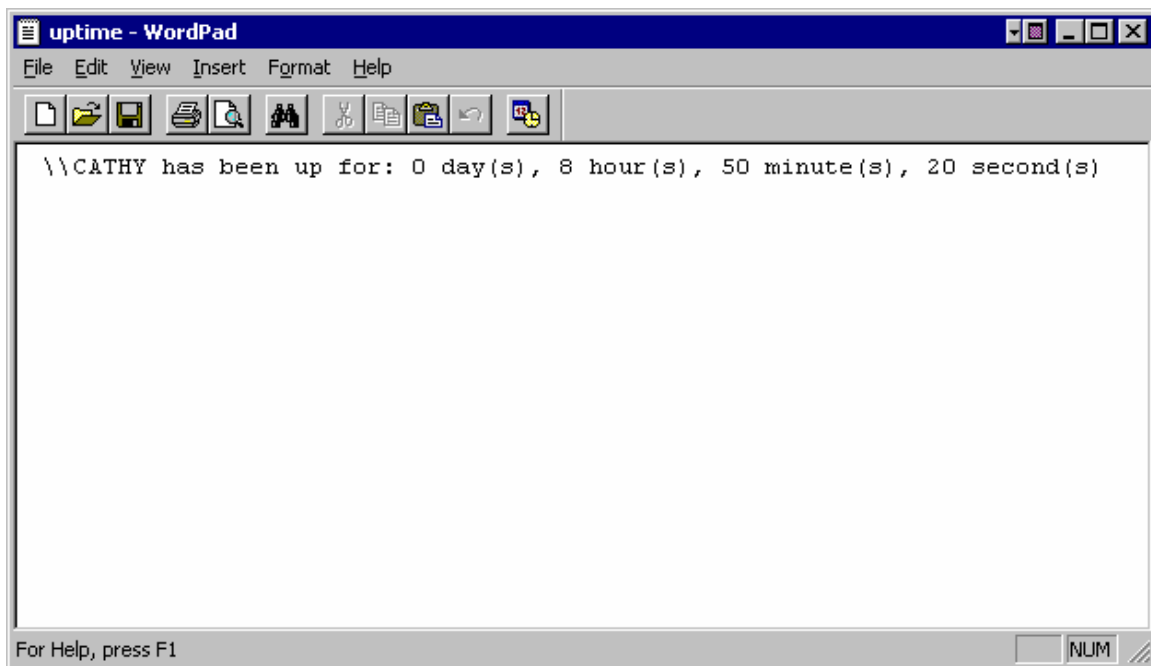 uptime - WordPad
File Edit View Insert Format Help
\\CATHY has been up for: 0 day(s), 8 hour(s), 50 minute(s), 20 second(s)
For Help, press F1
NUM